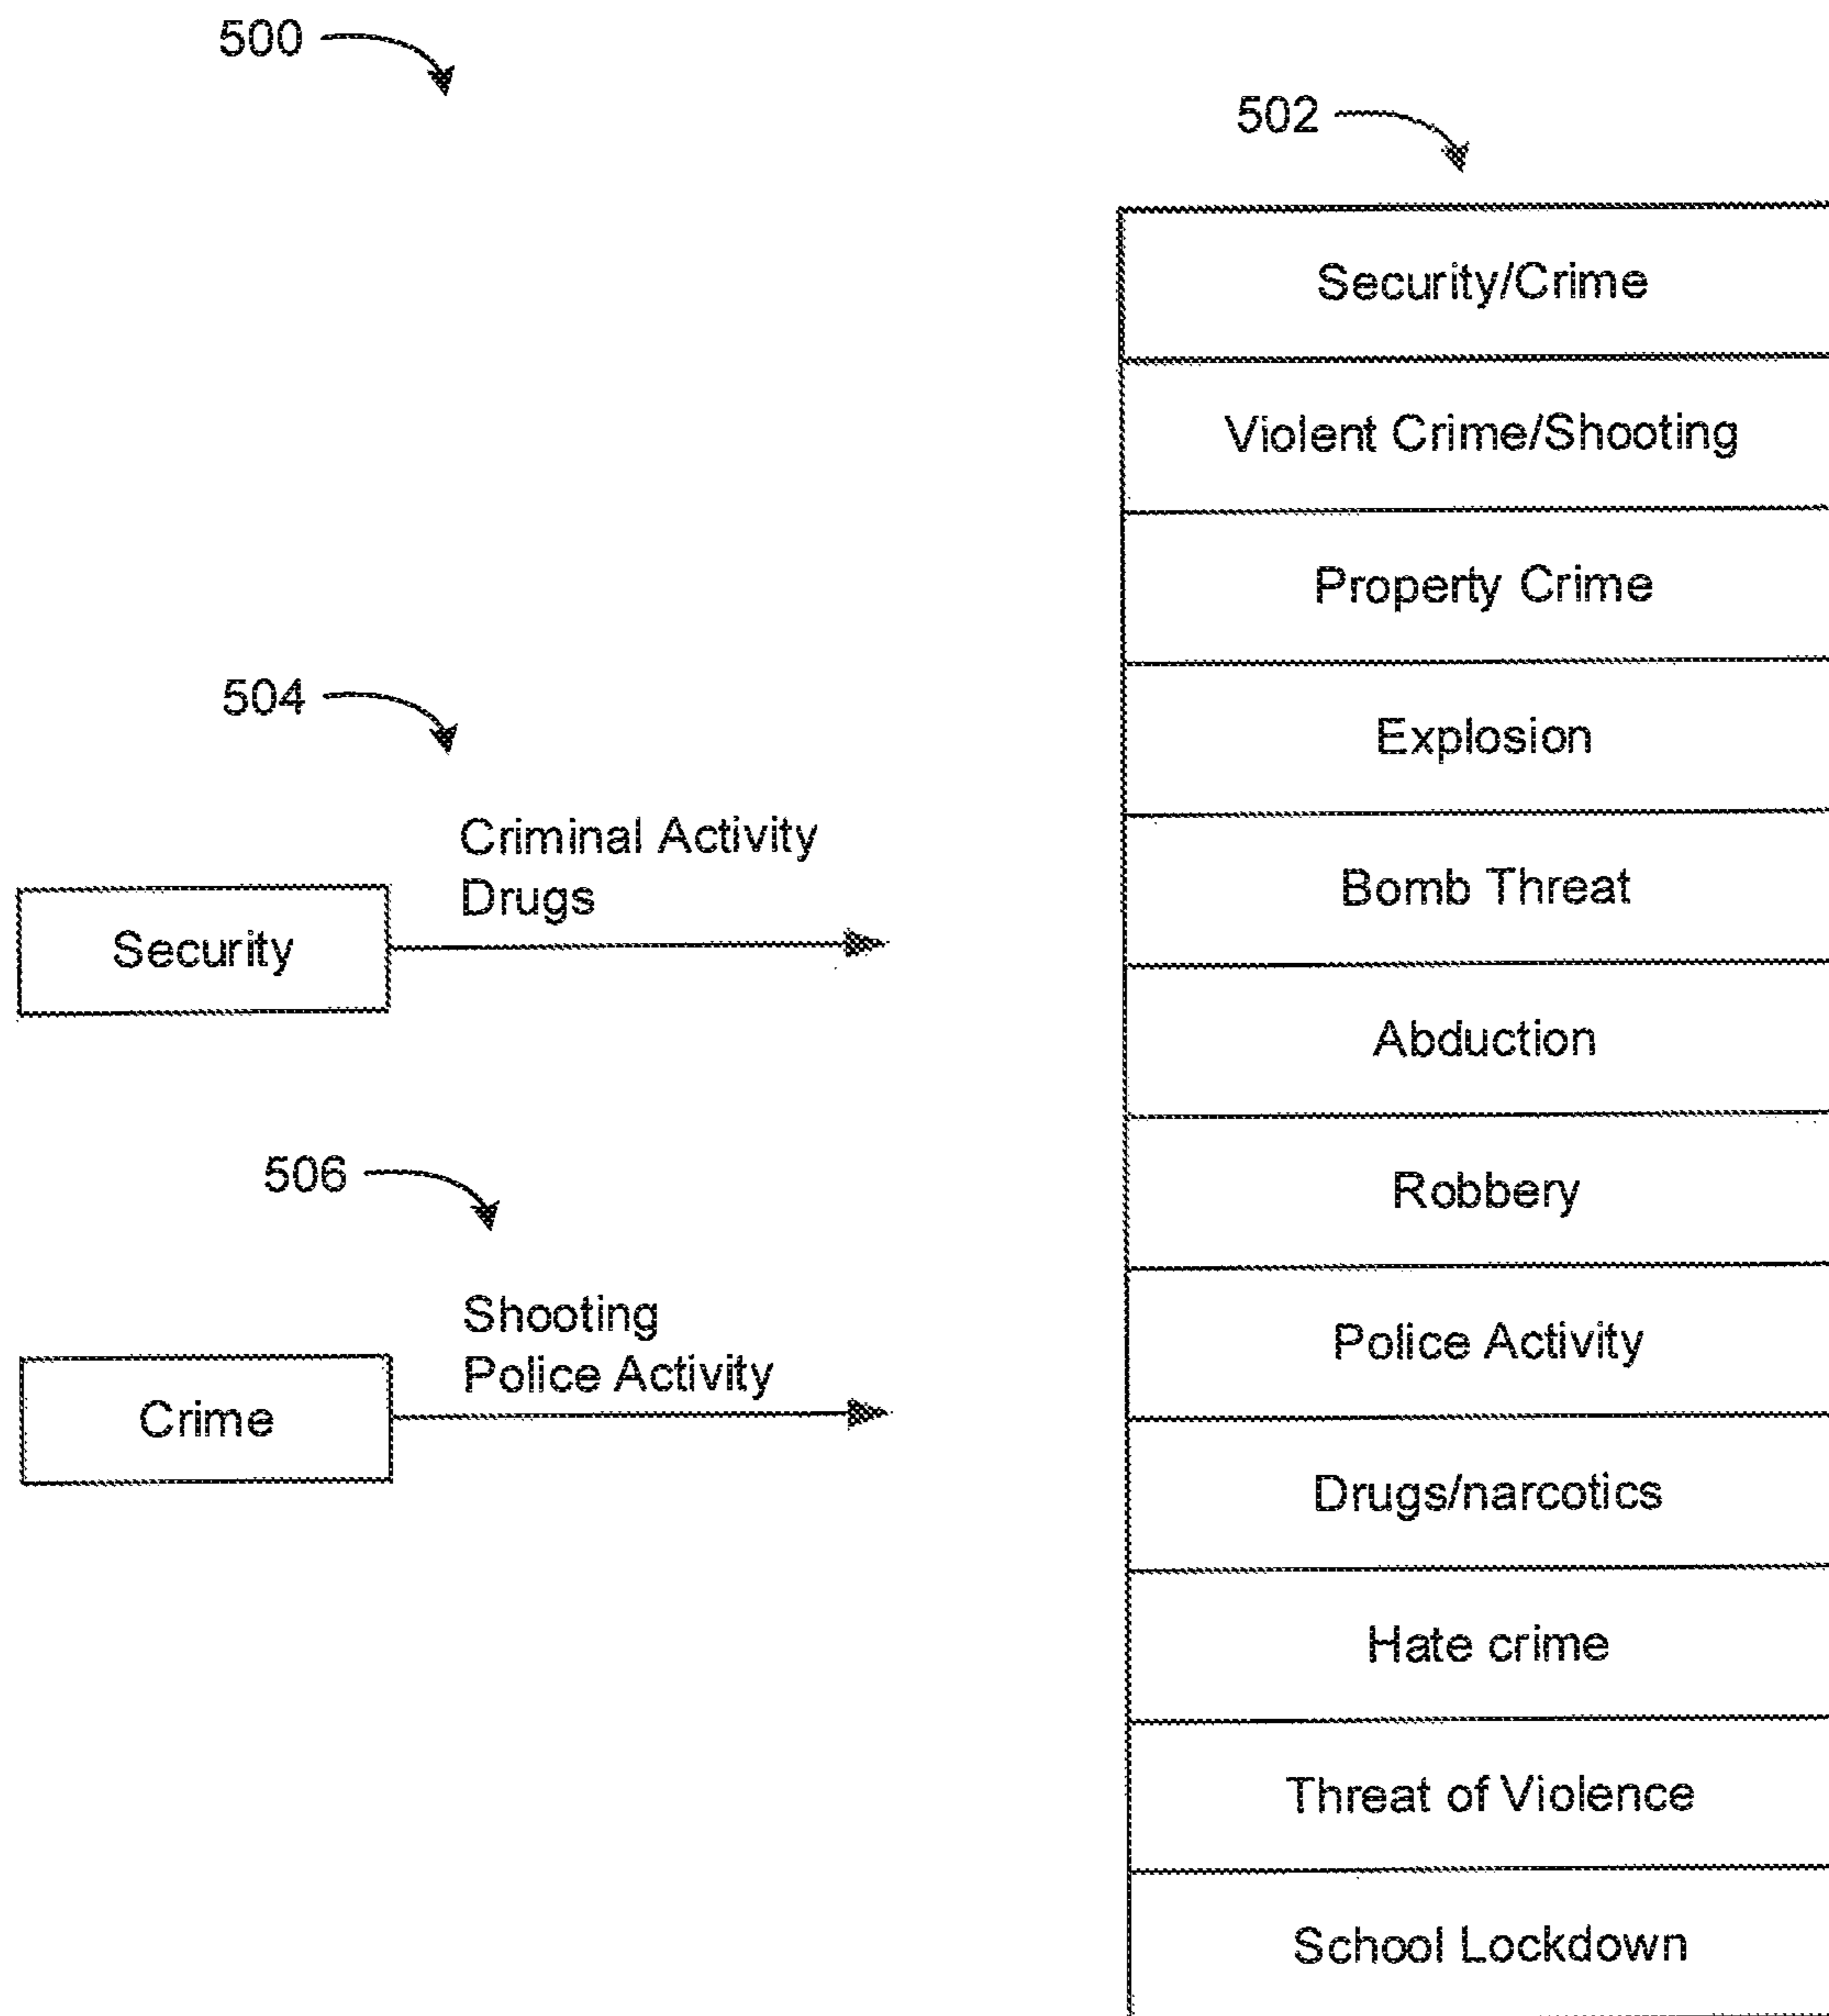 500
502
Security/Crime
Violent Crime/Shooting
Property Crime
Explosion
Bomb Threat
Abduction
Robbery
Police Activity
Drugs/narcotics
Hate crime
Threat of Violence
School Lockdown
504
Criminal Activity
Drugs
Security
506
Shooting
Police Activity
Crime